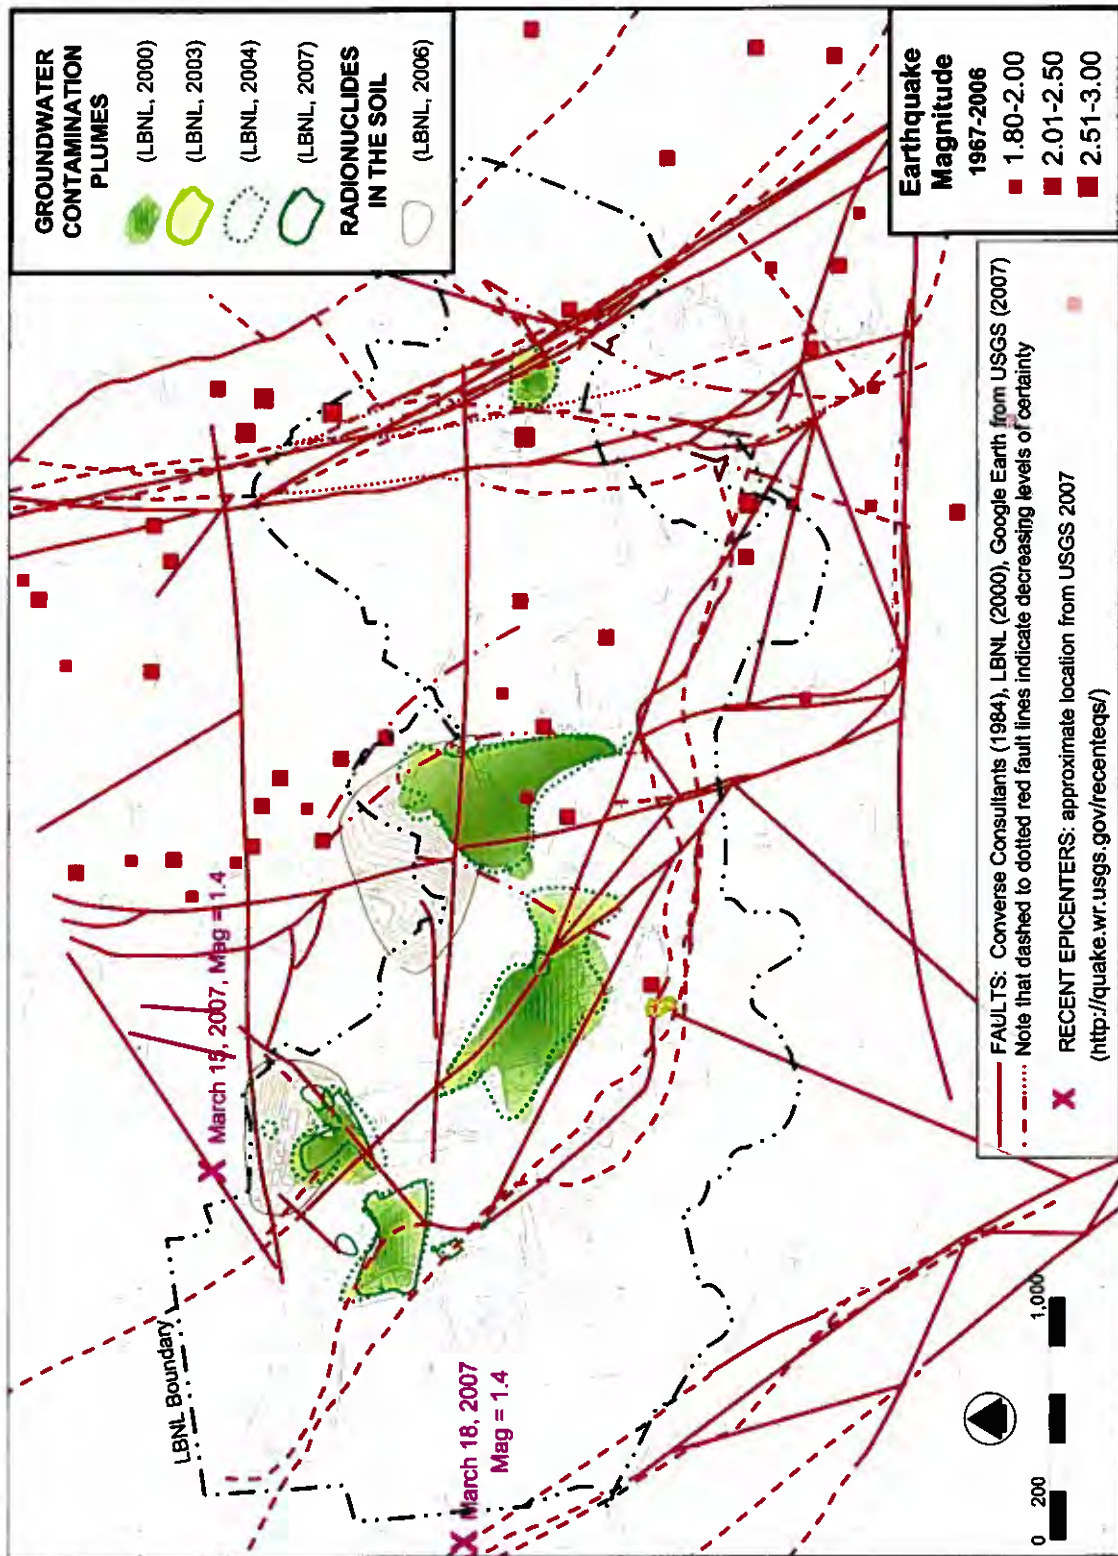 GROUNDWATER
CONTAMINATION
PLUMES
(LBNL, 2000)
(LBNL, 2003)
(LBNL, 2004)
(LBNL, 2007)
RADIONUCLIDES
IN THE SOIL
(LBNL, 2006)
LBNL Boundary
March 15, 2007, Mag = 1.4
X
March 18, 2007
Mag = 1.4
X
Earthquake
Magnitude
1967-2006
1.80-2.00
2.01-2.50
2.51-3.00
FAULTS: Converse Consultants (1984), LBNL (2000), Google Earth from USGS (2007)
Note that dashed to dotted red fault lines indicate decreasing levels of certainty
X RECENT EPICENTERS: approximate location from USGS 2007
(http://quake.wr.usgs.gov/recenteqs/)
0 200 1,000